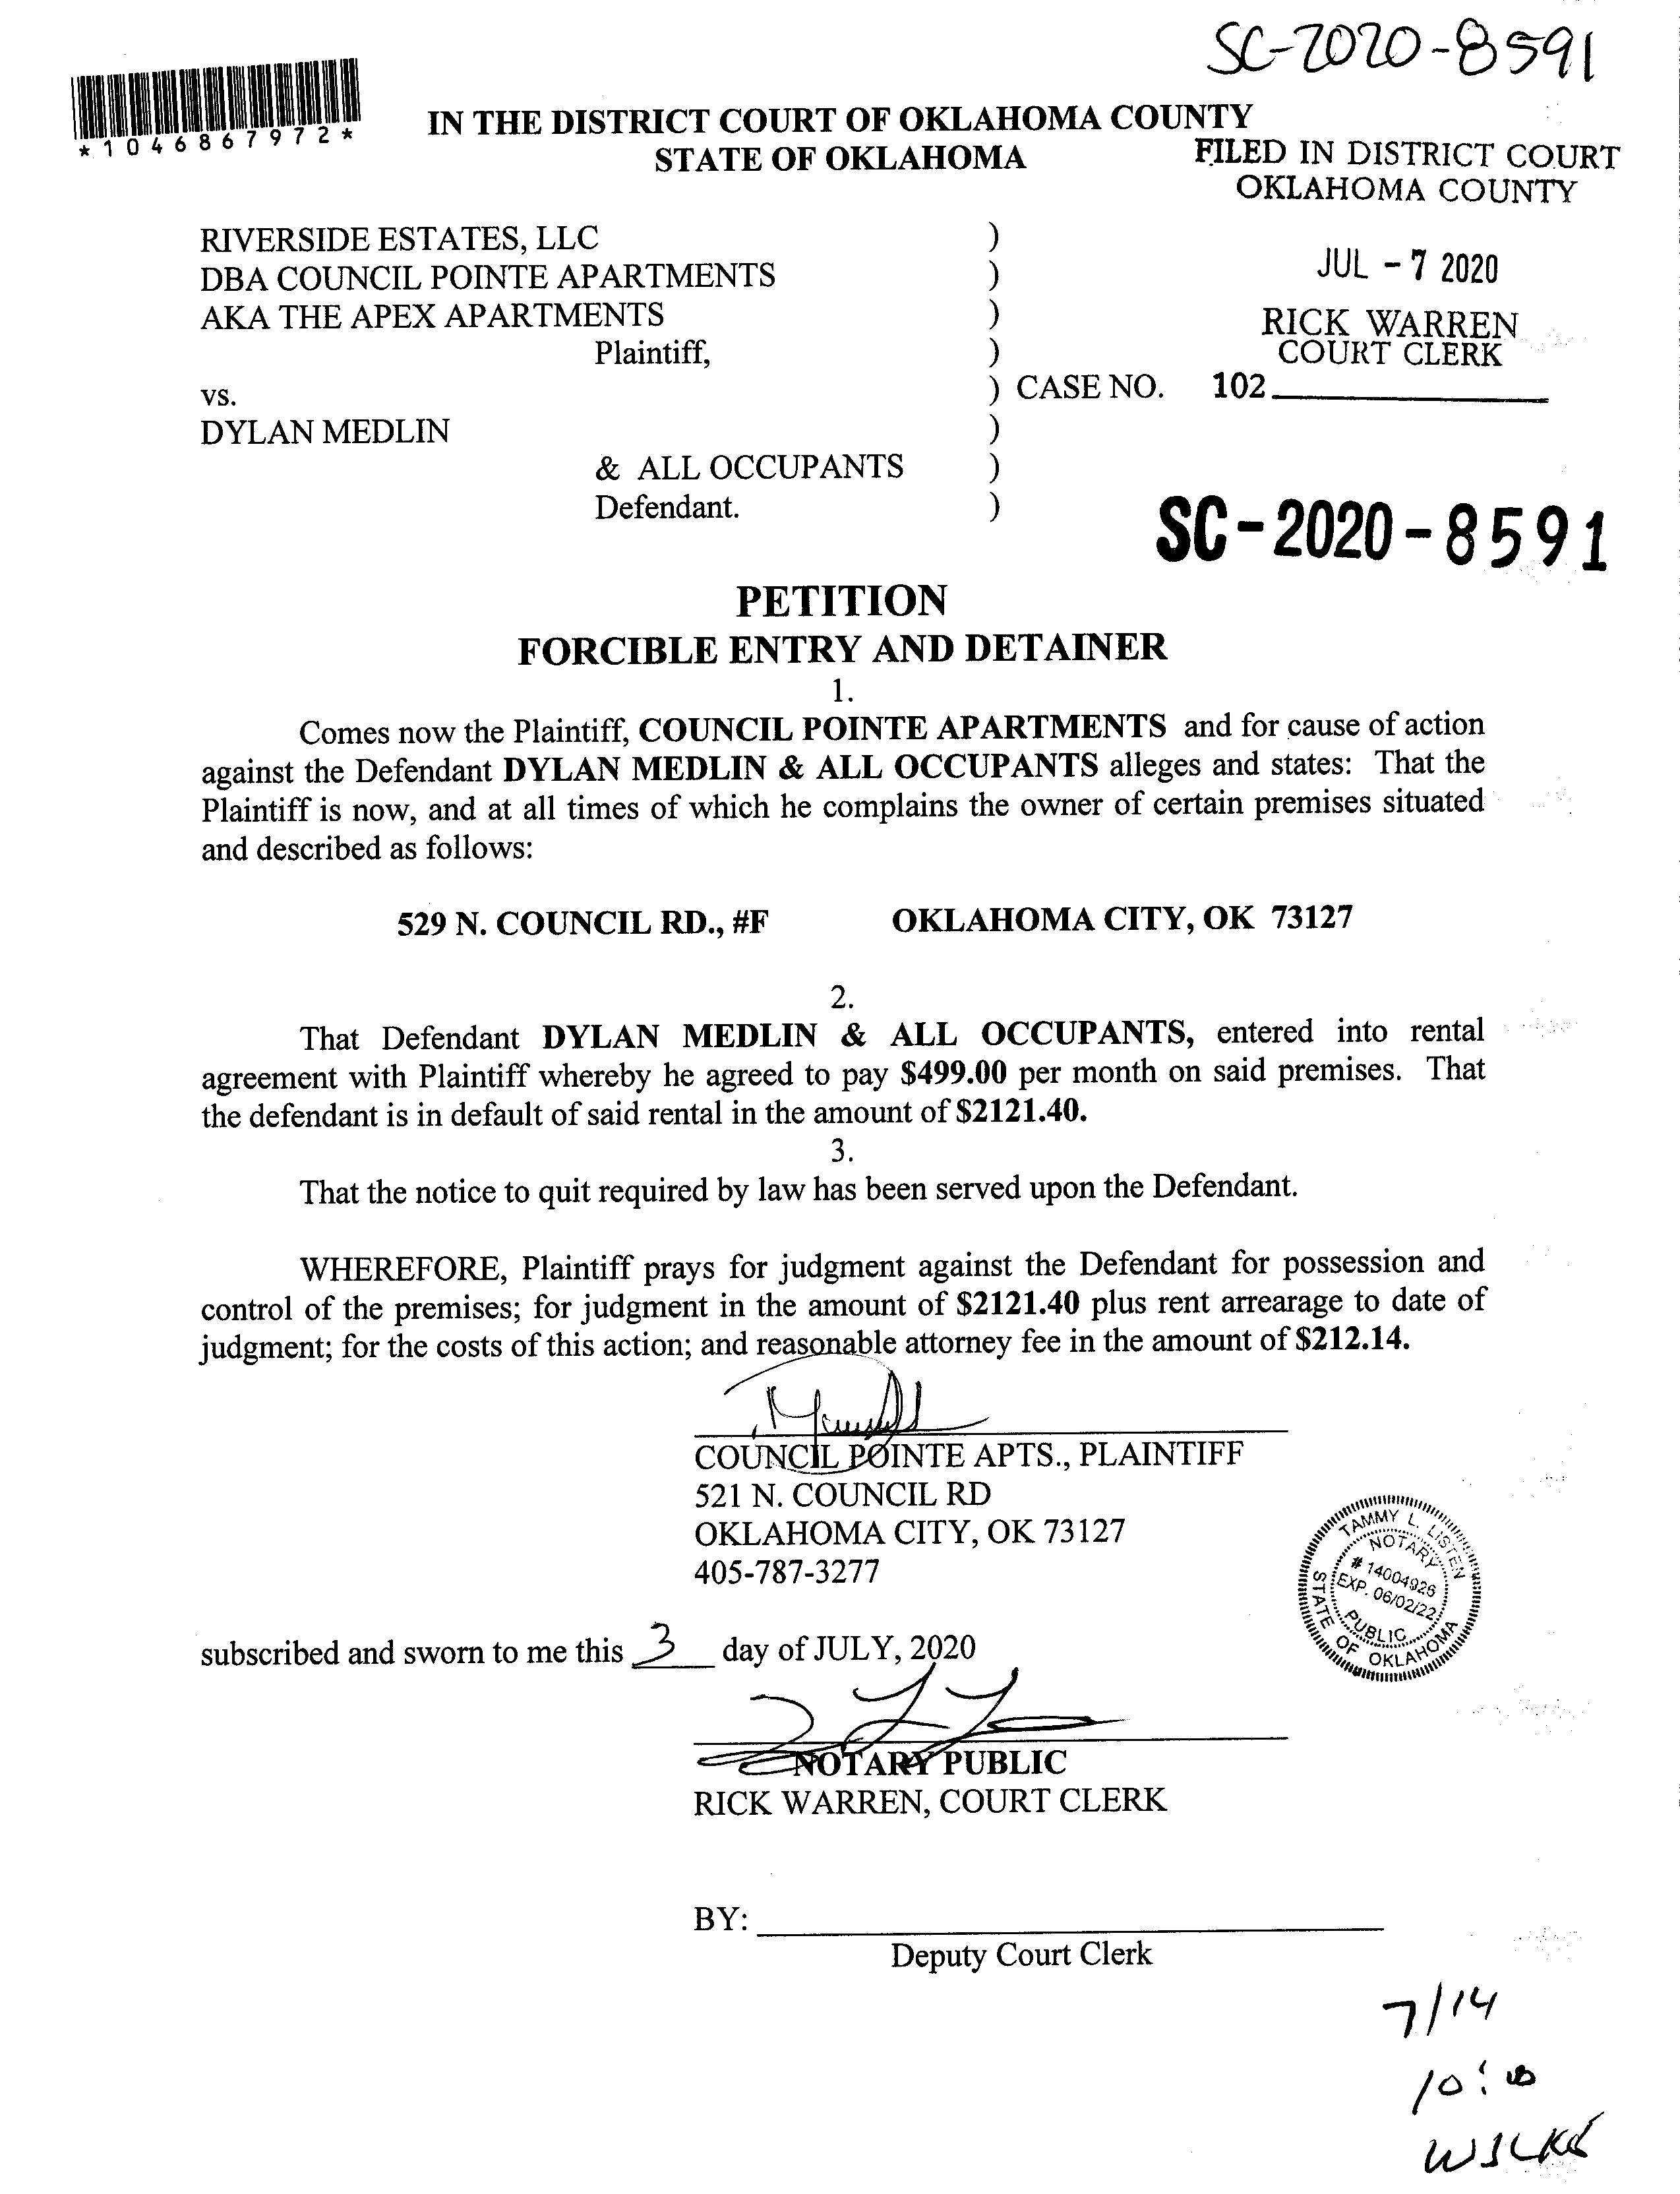 SC-2020-8591
*1046867972*
IN THE DISTRICT COURT OF OKLAHOMA COUNTY
STATE OF OKLAHOMA
FILED IN DISTRICT COURT
OKLAHOMA COUNTY
JUL - 7 2020
RICK WARREN
COURT CLERK
RIVERSIDE ESTATES, LLC )
DBA COUNCIL POINTE APARTMENTS )
AKA THE APEX APARTMENTS )
Plaintiff, )
vs. ) CASE NO. 102
DYLAN MEDLIN )
& ALL OCCUPANTS )
Defendant. )
SC-2020-8591
PETITION
FORCIBLE ENTRY AND DETAINER
1.
Comes now the Plaintiff, COUNCIL POINTE APARTMENTS and for cause of action
against the Defendant DYLAN MEDLIN & ALL OCCUPANTS alleges and states: That the
Plaintiff is now, and at all times of which he complains the owner of certain premises situated
and described as follows:
529 N. COUNCIL RD., #F OKLAHOMA CITY, OK 73127
2.
That Defendant DYLAN MEDLIN & ALL OCCUPANTS, entered into rental
agreement with Plaintiff whereby he agreed to pay $499.00 per month on said premises. That
the defendant is in default of said rental in the amount of $2121.40.
3.
That the notice to quit required by law has been served upon the Defendant.
WHEREFORE, Plaintiff prays for judgment against the Defendant for possession and
control of the premises; for judgment in the amount of $2121.40 plus rent arrearage to date of
judgment; for the costs of this action; and reasonable attorney fee in the amount of $212.14.
COUNCIL POINTE APTS., PLAINTIFF
521 N. COUNCIL RD
OKLAHOMA CITY, OK 73127
405-787-3277
TAMMY L. LISTEN
NOTARY
# 14004926
EXP. 06/02/22
PUBLIC
STATE OF OKLAHOMA
subscribed and sworn to me this 3 day of JULY, 2020
NOTARY PUBLIC
RICK WARREN, COURT CLERK
BY:
Deputy Court Clerk
7/14
10:00